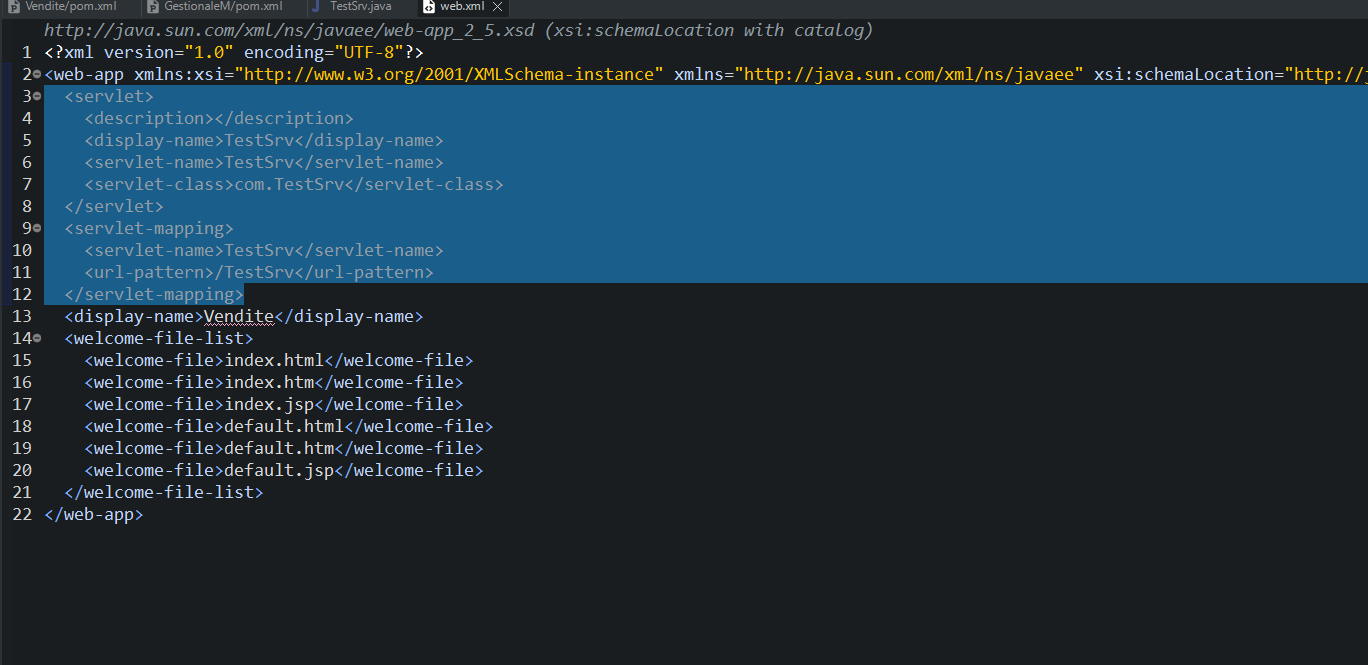 Vendite/pom.xml GestionaleM/pom.xml TestSrv.java web.xml
http://java.sun.com/xml/ns/javaee/web-app_2_5.xsd (xsi:schemaLocation with catalog)
1 <?xml version="1.0" encoding="UTF-8"?>
2 <web-app xmlns:xsi="http://www.w3.org/2001/XMLSchema-instance" xmlns="http://java.sun.com/xml/ns/javaee" xsi:schemaLocation="http://j
3 <servlet>
4 <description></description>
5 <display-name>TestSrv</display-name>
6 <servlet-name>TestSrv</servlet-name>
7 <servlet-class>com.TestSrv</servlet-class>
8 </servlet>
9 <servlet-mapping>
10 <servlet-name>TestSrv</servlet-name>
11 <url-pattern>/TestSrv</url-pattern>
12 </servlet-mapping>
13 <display-name>Vendite</display-name>
14 <welcome-file-list>
15 <welcome-file>index.html</welcome-file>
16 <welcome-file>index.htm</welcome-file>
17 <welcome-file>index.jsp</welcome-file>
18 <welcome-file>default.html</welcome-file>
19 <welcome-file>default.htm</welcome-file>
20 <welcome-file>default.jsp</welcome-file>
21 </welcome-file-list>
22 </web-app>